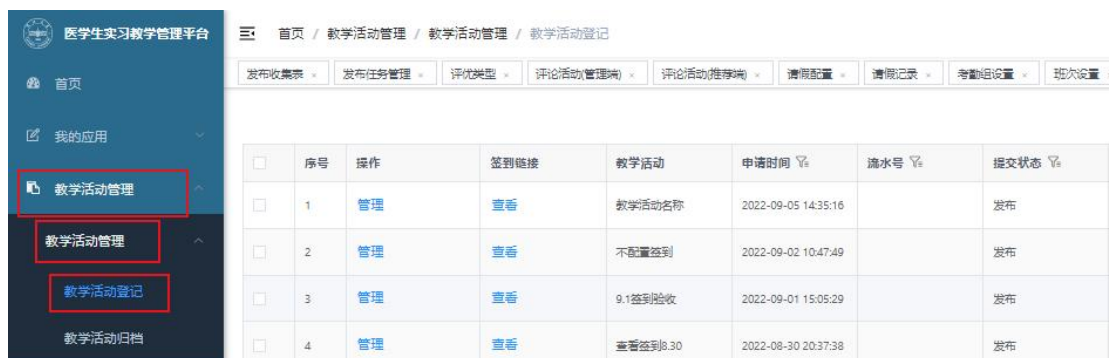 医学生实习教学管理平台
首页 / 教学活动管理 / 教学活动管理 / 教学活动登记
首页
我的应用
教学活动管理
教学活动管理
教学活动登记
教学活动归档
发布收集表 × 发布任务管理 × 评优类型 × 评论活动(管理端) × 评论活动(推荐端) × 请假配置 × 请假记录 × 考勤组设置 × 班次设置
序号 操作 签到链接 教学活动 申请时间 流水号 提交状态
1 管理 查看 教学活动名称 2022-09-05 14:35:16 发布
2 管理 查看 不配置签到 2022-09-02 10:47:49 发布
3 管理 查看 9.1签到验收 2022-09-01 15:05:29 发布
4 管理 查看 查看签到8.30 2022-08-30 20:37:38 发布